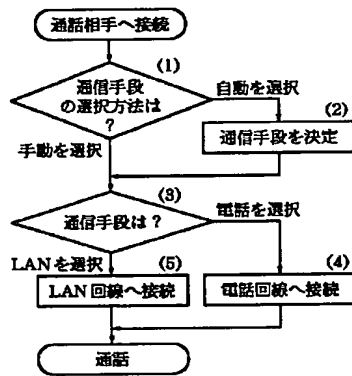 通話相手へ接続
(1)
通信手段
の選択方法は
?
自動を選択
(2)
通信手段を決定
手動を選択
(3)
通信手段は?
電話を選択
LANを選択
(5)
LAN回線へ接続
(4)
電話回線へ接続
通話